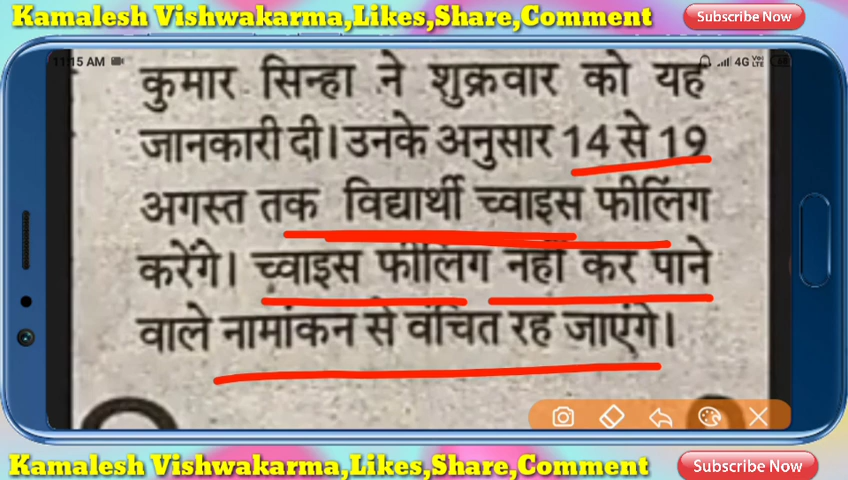 Kamalesh Vishwakarma,Likes,Share,Comment
Subscribe Now
11:15 AM
4G
कुमार सिन्हा ने शुक्रवार को यह
जानकारी दी। उनके अनुसार 14 से 19
अगस्त तक विद्यार्थी च्वाइस फीलिंग
करेंगे। च्वाइस फीलिंग नहीं कर पाने
वाले नामांकन से वंचित रह जाएंगे।
Kamalesh Vishwakarma,Likes,Share,Comment
Subscribe Now